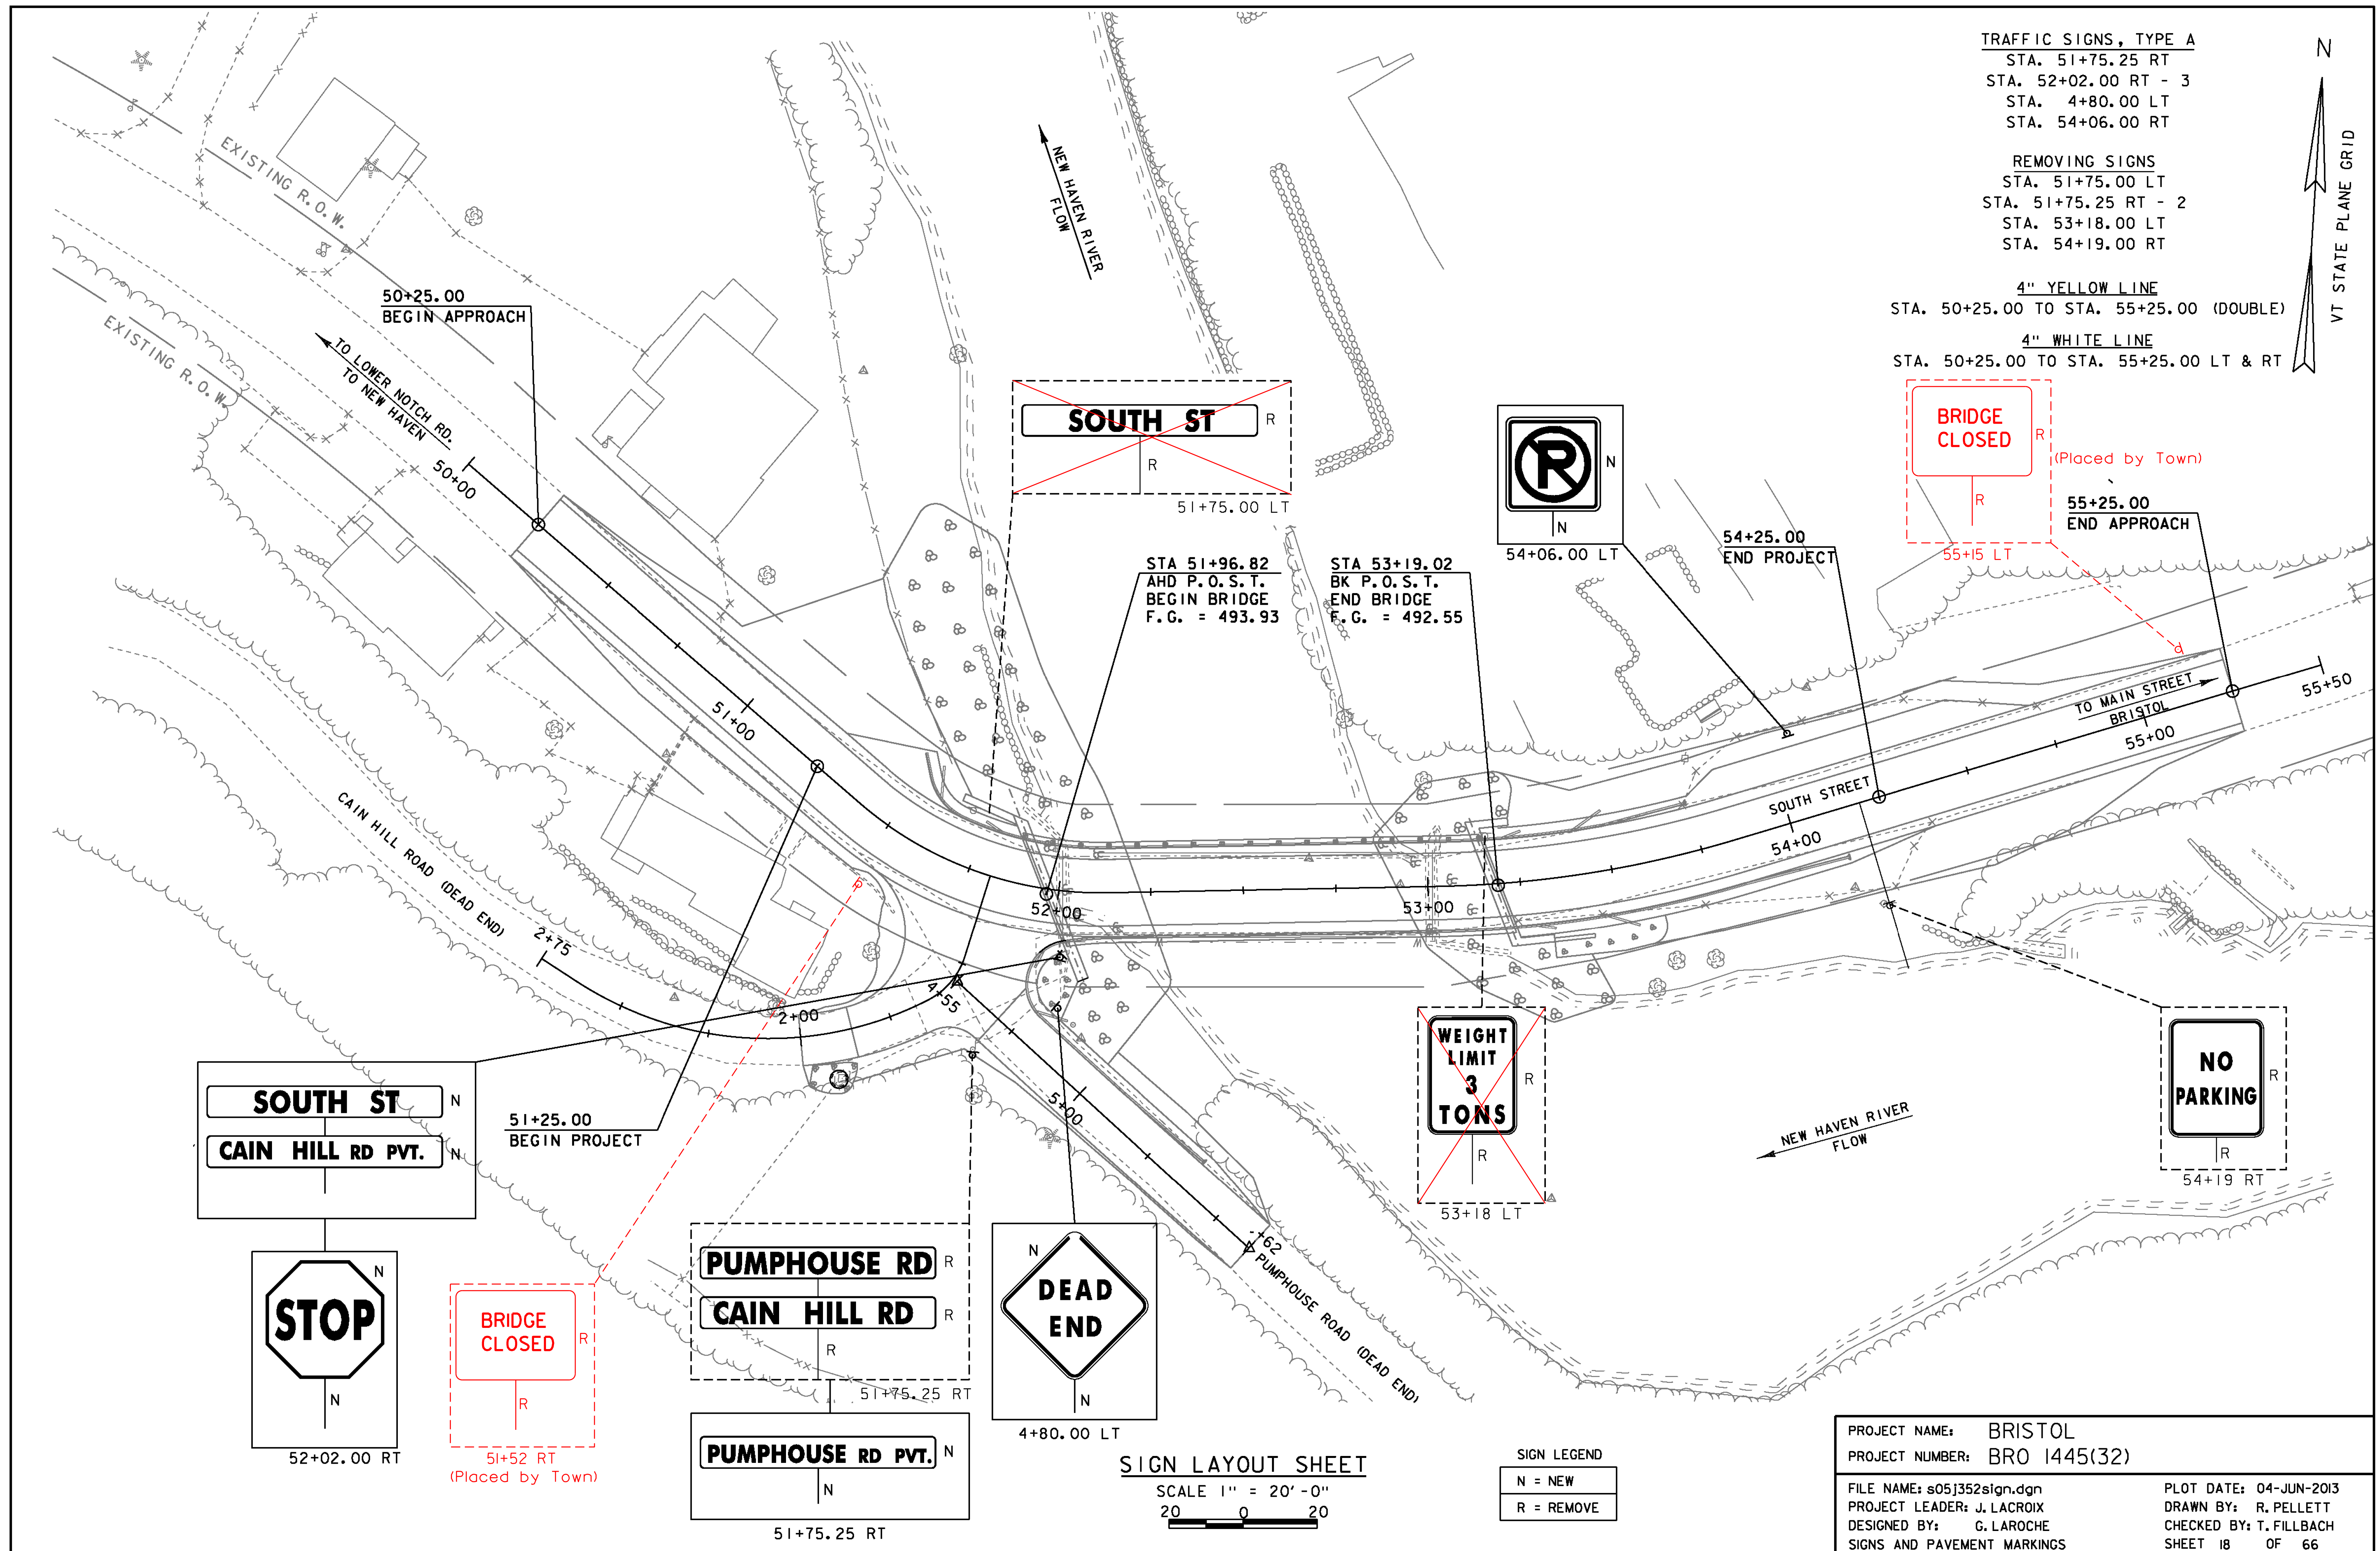 TRAFFIC SIGNS, TYPE A
STA. 51+75.25 RT
STA. 52+02.00 RT - 3
STA. 4+80.00 LT
STA. 54+06.00 RT
REMOVING SIGNS
STA. 51+75.00 LT
STA. 51+75.25 RT - 2
STA. 53+18.00 LT
STA. 54+19.00 RT
4" YELLOW LINE
STA. 50+25.00 TO STA. 55+25.00 (DOUBLE)
4" WHITE LINE
STA. 50+25.00 TO STA. 55+25.00 LT & RT
N
VT STATE PLANE GRID
EXISTING R.O.W.
EXISTING R.O.W.
50+25.00
BEGIN APPROACH
TO LOWER NOTCH RD.
TO NEW HAVEN
50+00
NEW HAVEN RIVER
FLOW
SOUTH ST R
R
51+75.00 LT
STA 51+96.82
AHD P.O.S.T.
BEGIN BRIDGE
F.G. = 493.93
STA 53+19.02
BK P.O.S.T.
END BRIDGE
F.G. = 492.55
P N
N
54+06.00 LT
54+25.00
END PROJECT
BRIDGE
CLOSED
R
R
(Placed by Town)
55+15 LT
55+25.00
END APPROACH
51+00
52+00
53+00
54+00
SOUTH STREET
TO MAIN STREET
BRISTOL
55+00
55+50
CAIN HILL ROAD (DEAD END)
2+75
2+00
4+55
5+00
+62
PUMPHOUSE ROAD (DEAD END)
SOUTH ST N
CAIN HILL RD PVT. N
STOP
N
N
52+02.00 RT
51+25.00
BEGIN PROJECT
BRIDGE
CLOSED
R
R
51+52 RT
(Placed by Town)
PUMPHOUSE RD R
CAIN HILL RD R
R
51+75.25 RT
PUMPHOUSE RD PVT. N
N
51+75.25 RT
N
DEAD
END
N
4+80.00 LT
WEIGHT
LIMIT
3
TONS
R
R
53+18 LT
NEW HAVEN RIVER
FLOW
NO
PARKING
R
R
54+19 RT
SIGN LAYOUT SHEET
SCALE 1" = 20'-0"
20 0 20
SIGN LEGEND
N = NEW
R = REMOVE
PROJECT NAME: BRISTOL
PROJECT NUMBER: BRO 1445(32)
FILE NAME: s05j352sign.dgn PLOT DATE: 04-JUN-2013
PROJECT LEADER: J. LACROIX DRAWN BY: R. PELLETT
DESIGNED BY: G. LAROCHE CHECKED BY: T. FILLBACH
SIGNS AND PAVEMENT MARKINGS SHEET 18 OF 66